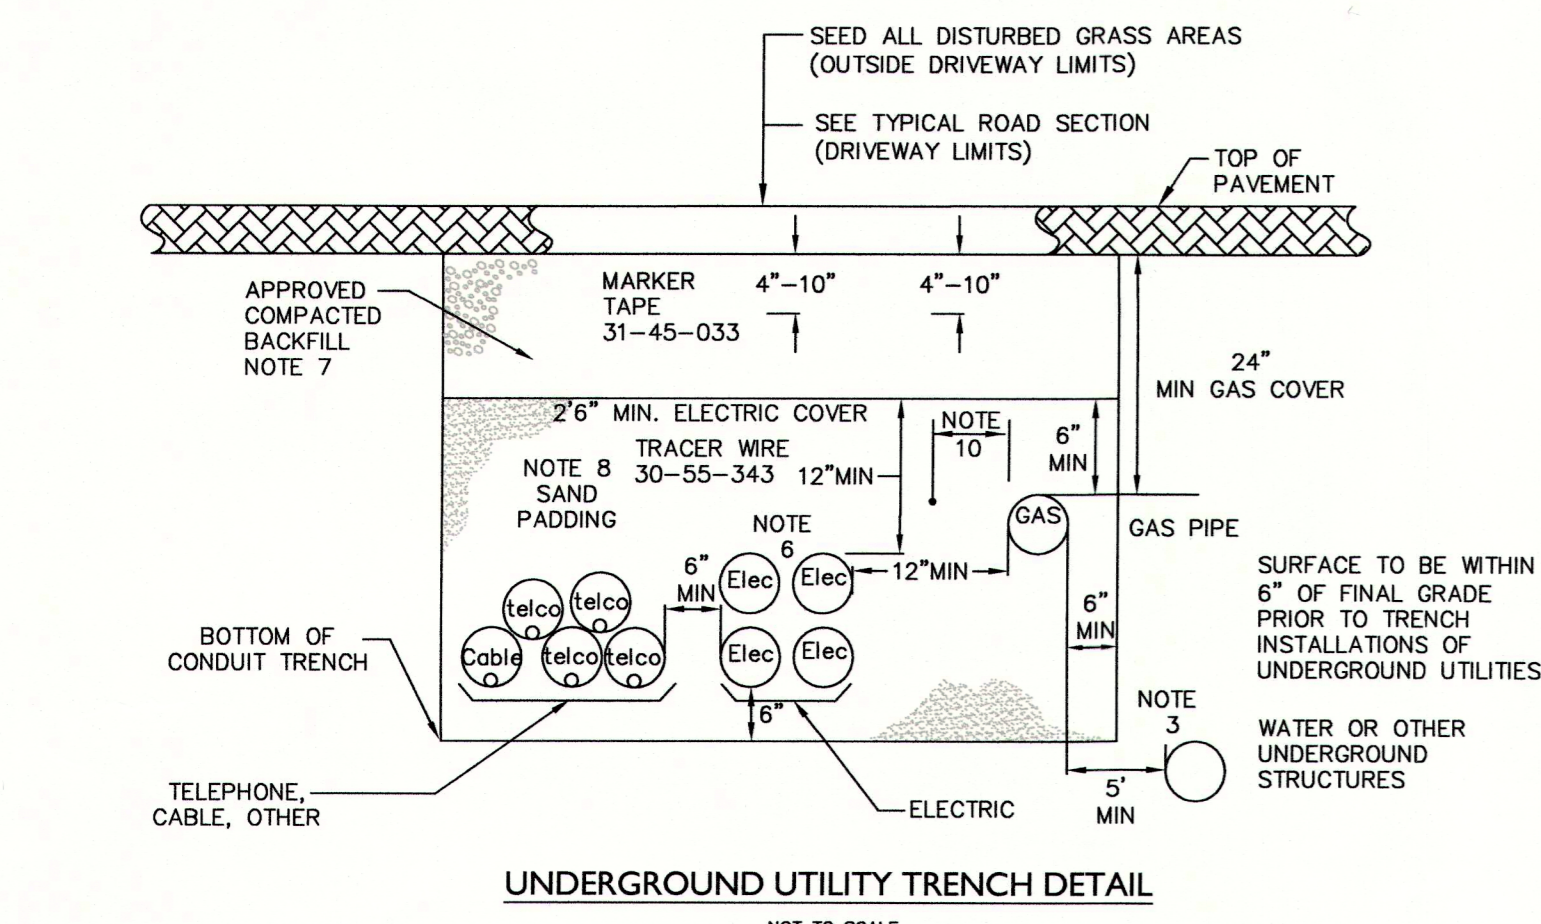 SEED ALL DISTURBED GRASS AREAS
(OUTSIDE DRIVEWAY LIMITS)
SEE TYPICAL ROAD SECTION
(DRIVEWAY LIMITS)
TOP OF
PAVEMENT
APPROVED
COMPACTED
BACKFILL
NOTE 7
MARKER
TAPE
31-45-033
4"-10"
4"-10"
24"
MIN GAS COVER
2'6" MIN. ELECTRIC COVER
TRACER WIRE
30-55-343
12"MIN
NOTE
10
6"
MIN
NOTE 8
SAND
PADDING
NOTE
6
GAS
GAS PIPE
6"
MIN
Elec
Elec
12"MIN
telco
telco
6"
MIN
SURFACE TO BE WITHIN
6" OF FINAL GRADE
PRIOR TO TRENCH
INSTALLATIONS OF
UNDERGROUND UTILITIES
BOTTOM OF
CONDUIT TRENCH
Cable
telco
telco
Elec
Elec
6"
NOTE
3
WATER OR OTHER
UNDERGROUND
STRUCTURES
5'
MIN
TELEPHONE,
CABLE, OTHER
ELECTRIC
UNDERGROUND UTILITY TRENCH DETAIL